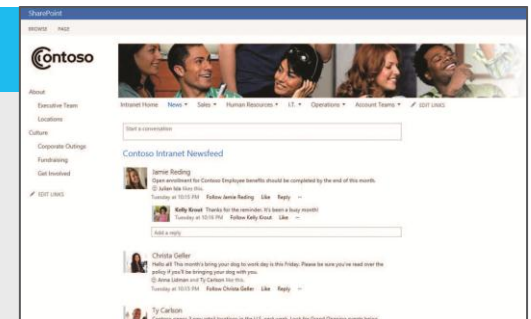 SharePoint
BROWSE PAGE
Contoso
About
Executive Team
Locations
Culture
Corporate Outings
Fundraising
Get Involved
EDIT LINKS
Intranet Home News Sales Human Resources I.T. Operations Account Teams EDIT LINKS
Start a conversation
Contoso Intranet Newsfeed
Jamie Reding
Open enrollment for Contoso Employee benefits should be completed by the end of this month.
Julian Isla likes this.
Tuesday at 10:15 PM Follow Jamie Reding Like Reply
Kelly Krout Thanks for the reminder. It's been a busy month!
Tuesday at 10:16 PM Follow Kelly Krout Like
Add a reply
Christa Geller
Hello all! This month's bring your dog to work day is this Friday. Please be sure you've read over the
policy if you'll be bringing your dog with you.
Anna Lidman and Ty Carlson like this.
Tuesday at 10:15 PM Follow Christa Geller Like Reply
Ty Carlson